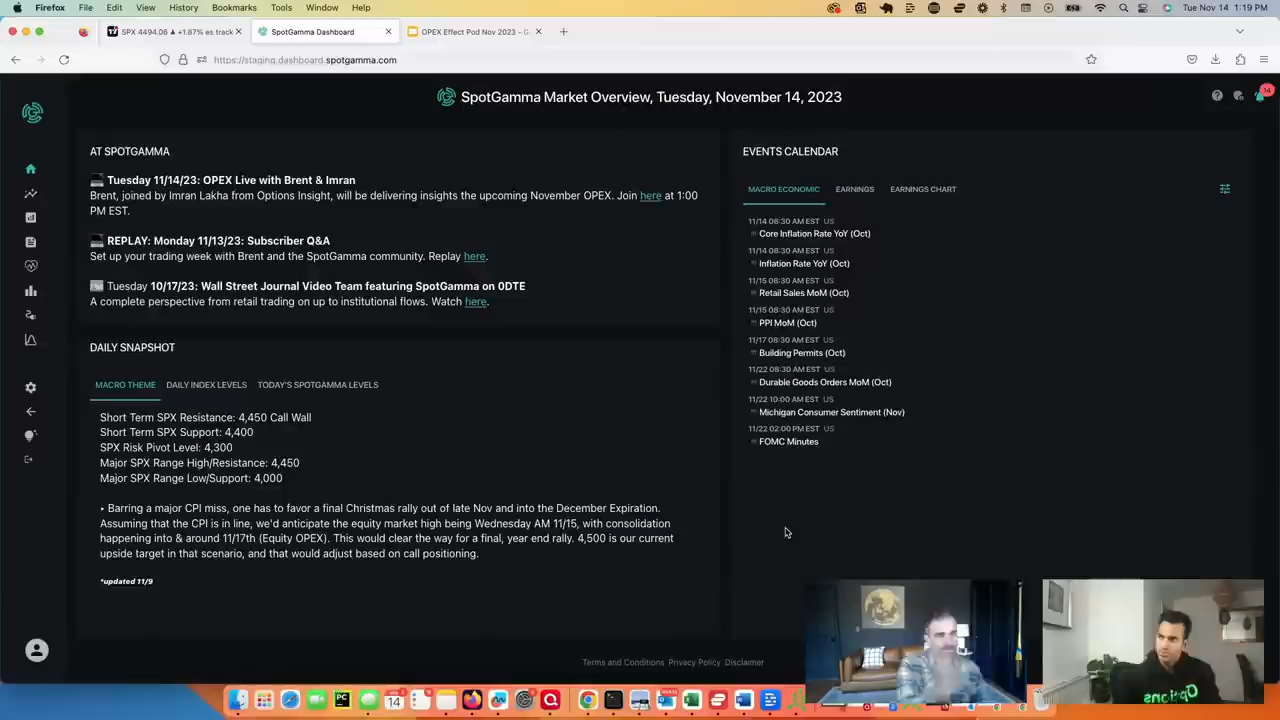 Firefox File Edit View History Bookmarks Tools Window Help Tue Nov 14 1:19 PM
SPX 4494.06 ▲ +1.87% es track SpotGamma Dashboard OPEX Effect Pod Nov 2023 – G
https://staging.dashboard.spotgamma.com
SpotGamma Market Overview, Tuesday, November 14, 2023
14
AT SPOTGAMMA
Tuesday 11/14/23: OPEX Live with Brent & Imran
Brent, joined by Imran Lakha from Options Insight, will be delivering insights the upcoming November OPEX. Join here at 1:00
PM EST.
REPLAY: Monday 11/13/23: Subscriber Q&A
Set up your trading week with Brent and the SpotGamma community. Replay here.
Tuesday 10/17/23: Wall Street Journal Video Team featuring SpotGamma on 0DTE
A complete perspective from retail trading on up to institutional flows. Watch here.
DAILY SNAPSHOT
MACRO THEME DAILY INDEX LEVELS TODAY'S SPOTGAMMA LEVELS
Short Term SPX Resistance: 4,450 Call Wall
Short Term SPX Support: 4,400
SPX Risk Pivot Level: 4,300
Major SPX Range High/Resistance: 4,450
Major SPX Range Low/Support: 4,000
• Barring a major CPI miss, one has to favor a final Christmas rally out of late Nov and into the December Expiration.
Assuming that the CPI is in line, we'd anticipate the equity market high being Wednesday AM 11/15, with consolidation
happening into & around 11/17th (Equity OPEX). This would clear the way for a final, year end rally. 4,500 is our current
upside target in that scenario, and that would adjust based on call positioning.
*updated 11/9
EVENTS CALENDAR
MACRO ECONOMIC EARNINGS EARNINGS CHART
11/14 08:30 AM EST US
Core Inflation Rate YoY (Oct)
11/14 08:30 AM EST US
Inflation Rate YoY (Oct)
11/15 08:30 AM EST US
Retail Sales MoM (Oct)
11/15 08:30 AM EST US
PPI MoM (Oct)
11/17 08:30 AM EST US
Building Permits (Oct)
11/22 08:30 AM EST US
Durable Goods Orders MoM (Oct)
11/22 10:00 AM EST US
Michigan Consumer Sentiment (Nov)
11/22 02:00 PM EST US
FOMC Minutes
Terms and Conditions Privacy Policy Disclaimer
Options
PC
14